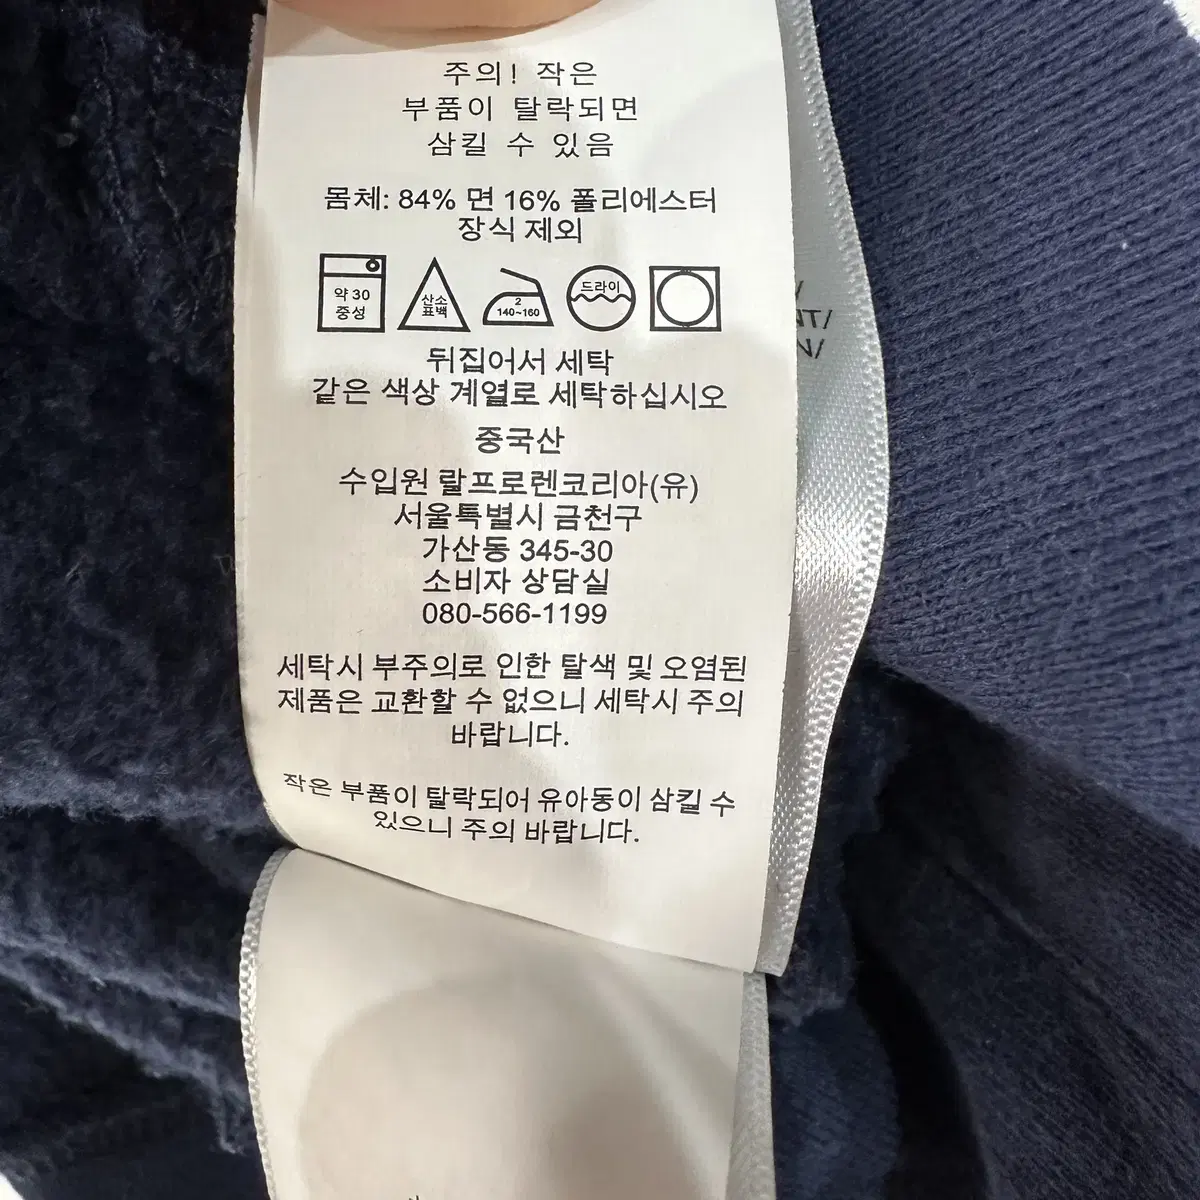 주의! 작은
부품이 탈락되면
삼킬 수 있음
몸체: 84% 면 16% 폴리에스터
장식 제외
약 30
중성
산소
표백
2
140~160
드라이
뒤집어서 세탁
같은 색상 계열로 세탁하십시오
중국산
수입원 랄프로렌코리아(유)
서울특별시 금천구
가산동 345-30
소비자 상담실
080-566-1199
세탁시 부주의로 인한 탈색 및 오염된
제품은 교환할 수 없으니 세탁시 주의
바랍니다.
작은 부품이 탈락되어 유아동이 삼킬 수
있으니 주의 바랍니다.